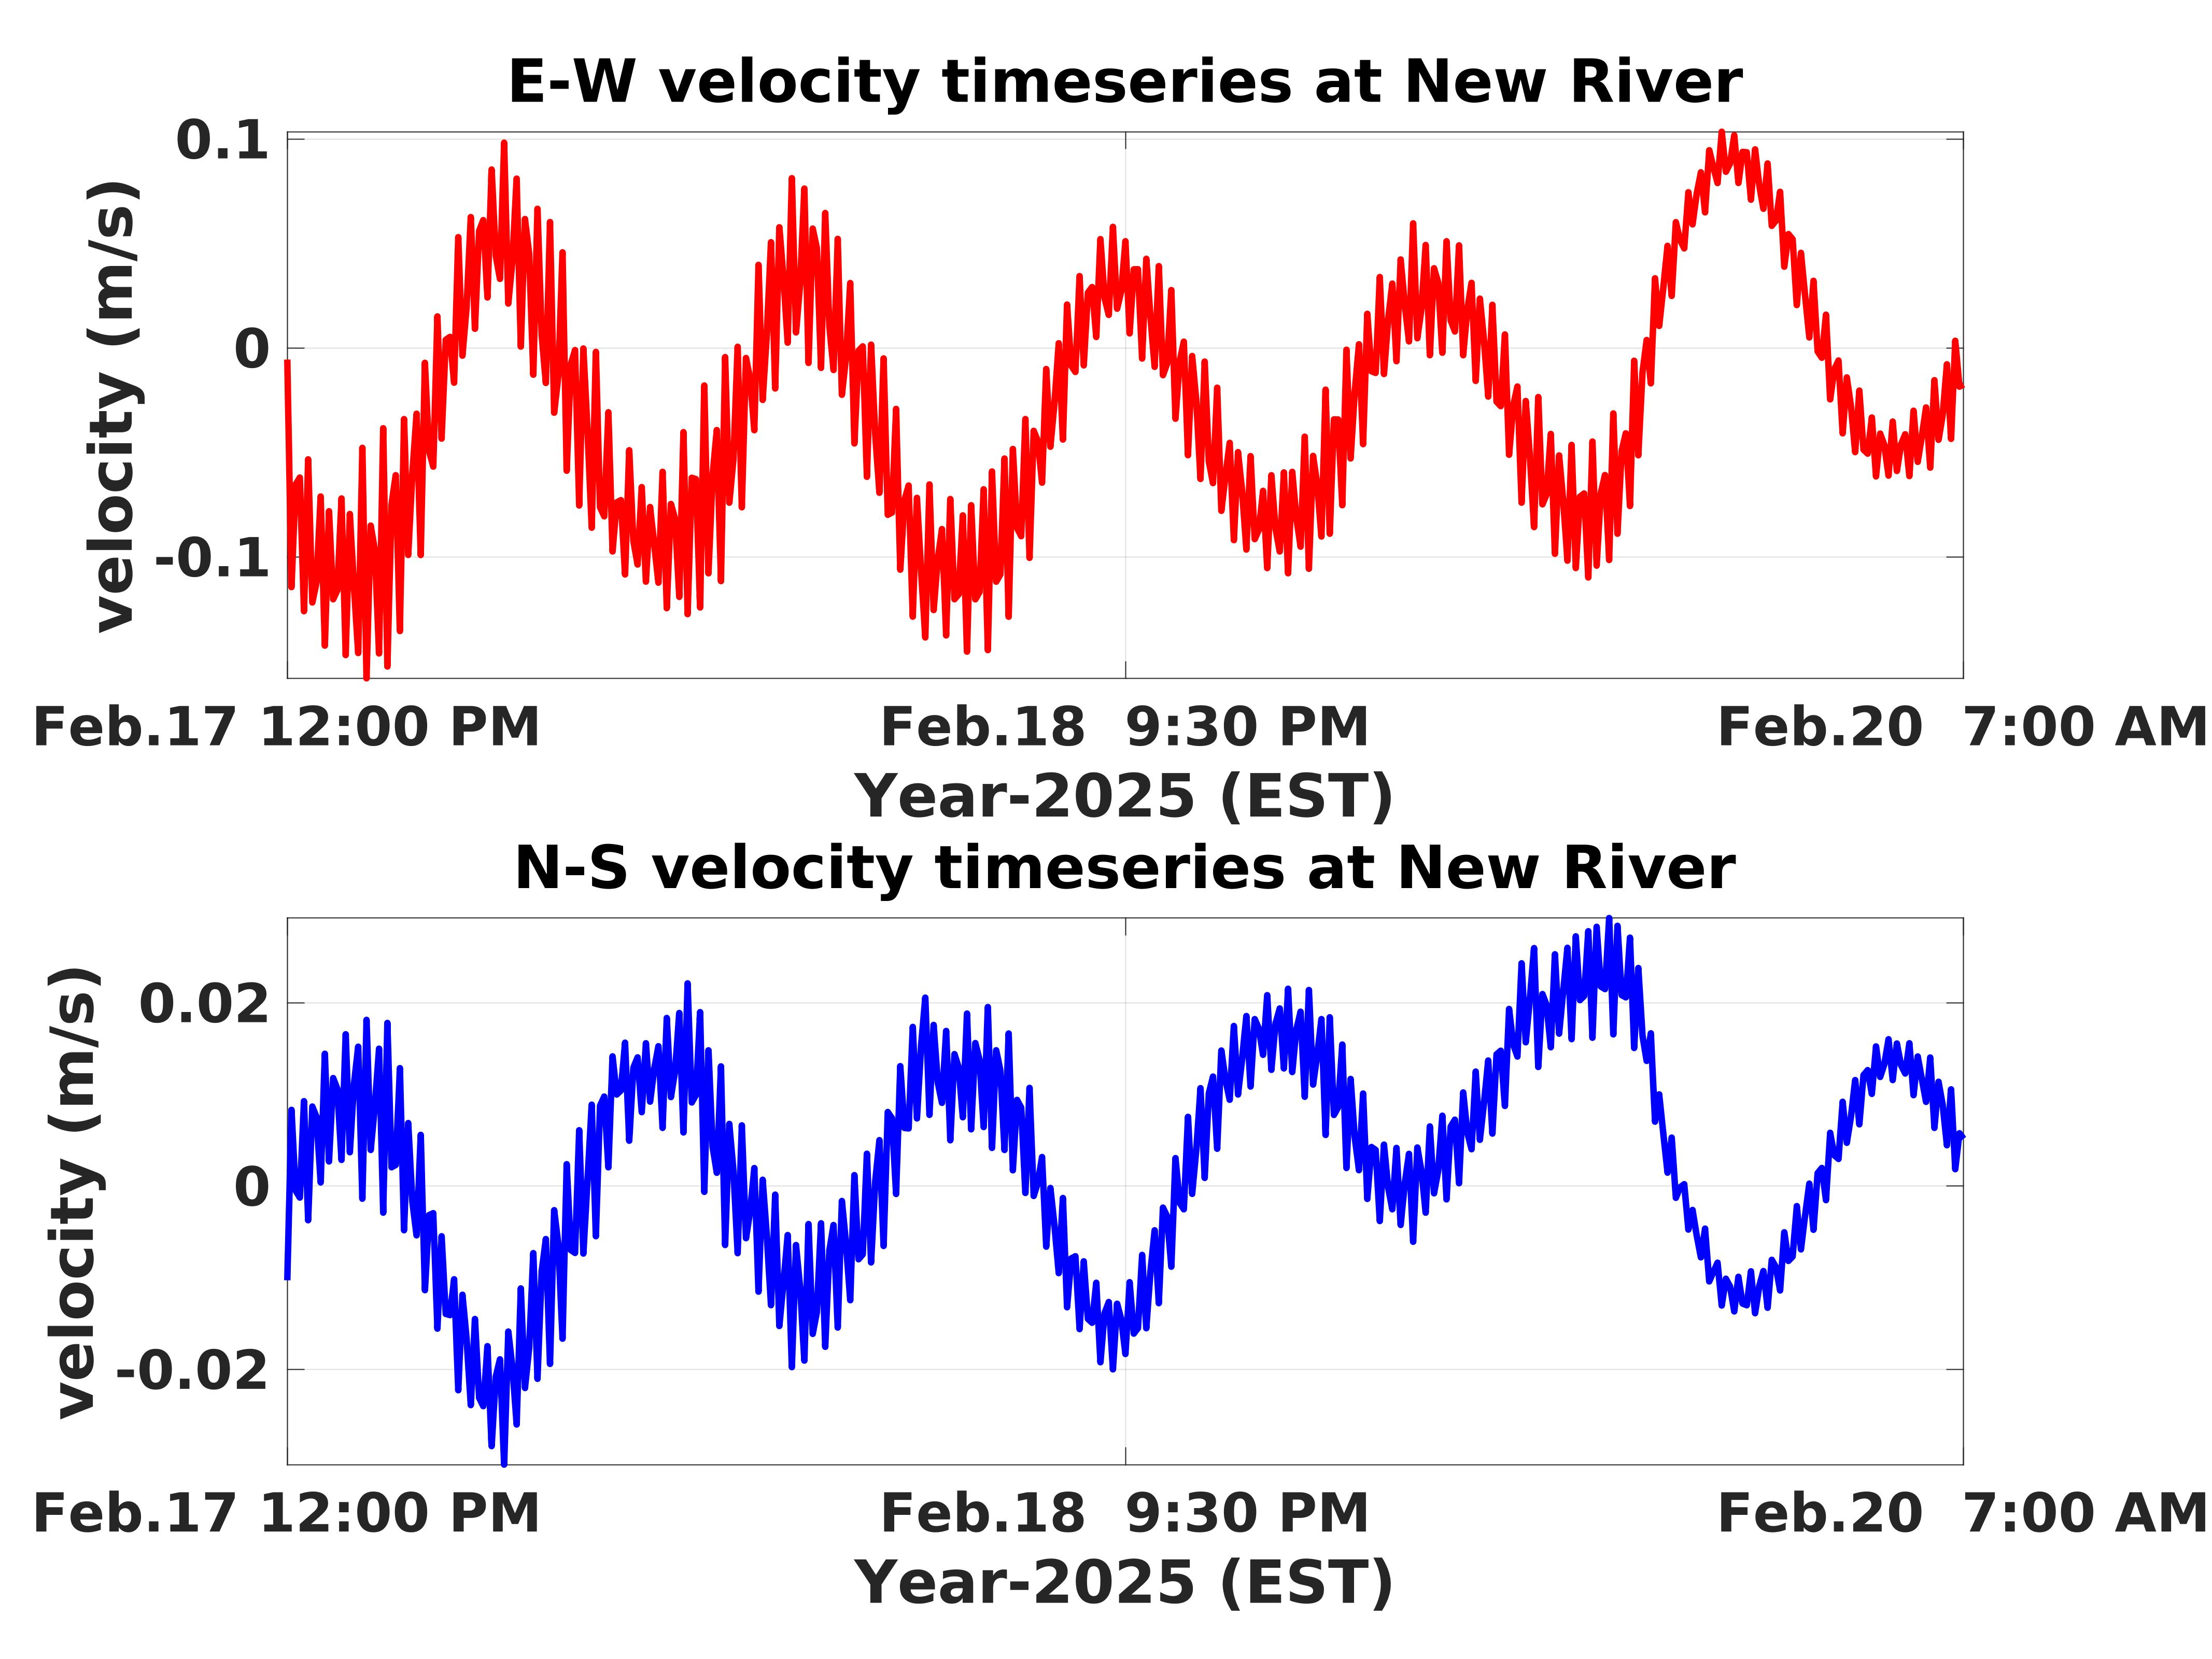 E-W velocity timeseries at New River
velocity (m/s)
0.1
0
-0.1
Feb.17 12:00 PM
Feb.18  9:30 PM
Feb.20  7:00 AM
Year-2025 (EST)
N-S velocity timeseries at New River
velocity (m/s)
0.02
0
-0.02
Feb.17 12:00 PM
Feb.18  9:30 PM
Feb.20  7:00 AM
Year-2025 (EST)